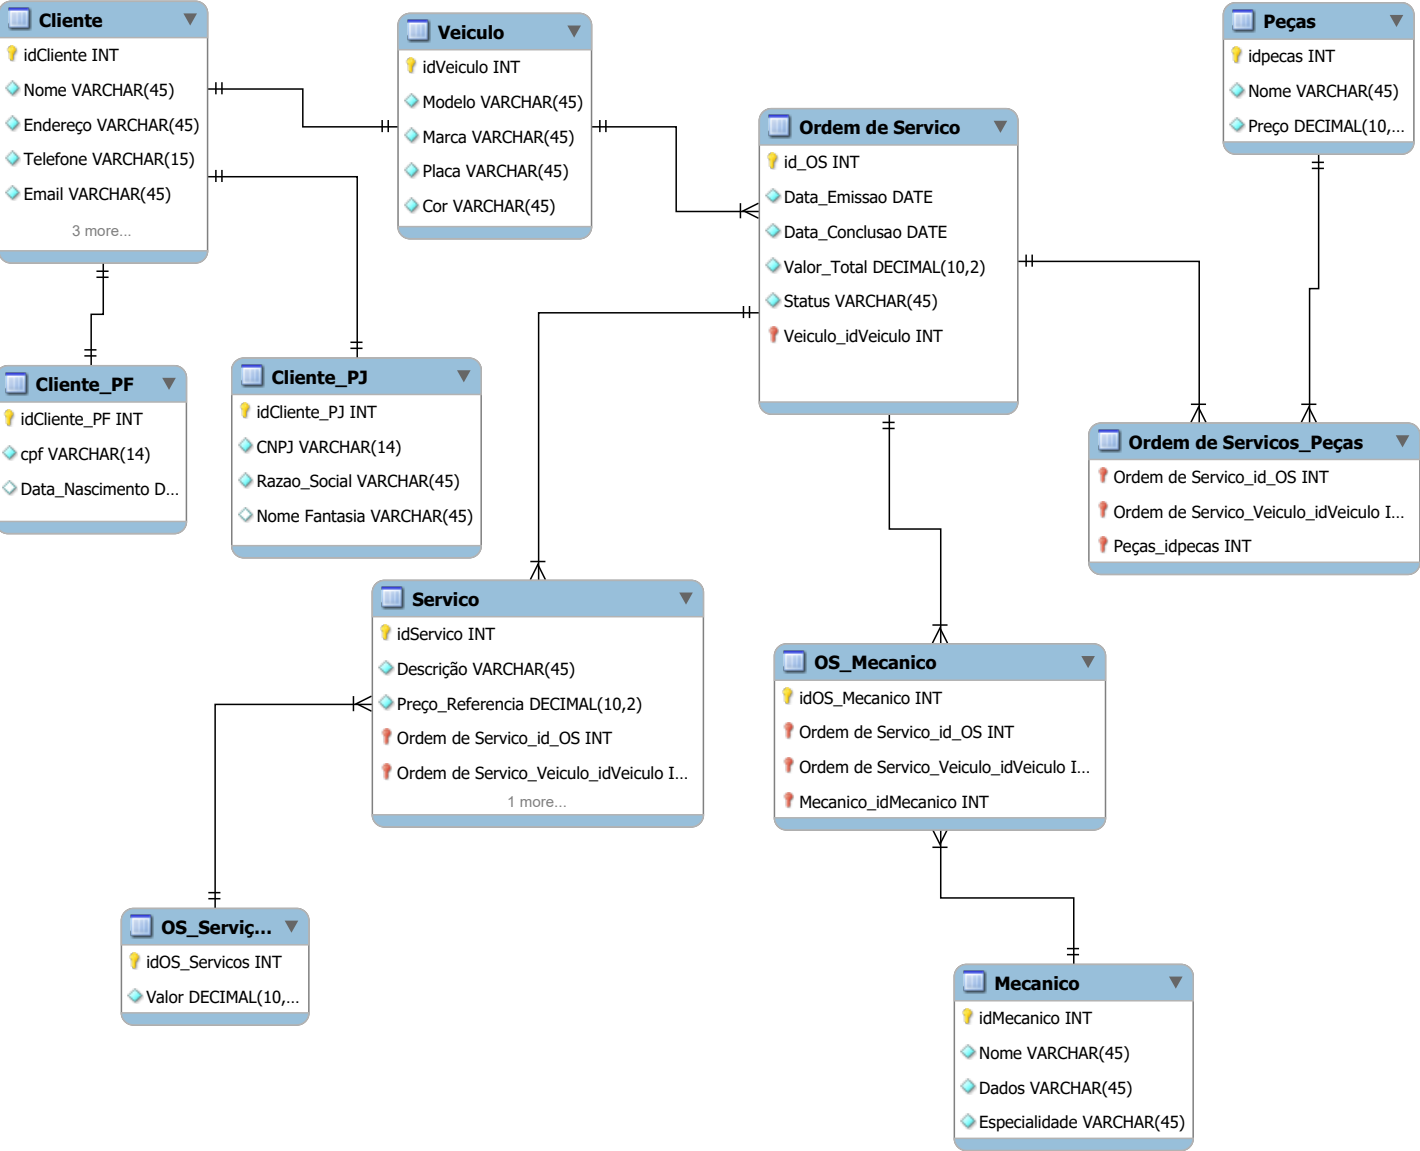 Cliente
idCliente INT
Nome VARCHAR(45)
Endereço VARCHAR(45)
Telefone VARCHAR(15)
Email VARCHAR(45)
3 more...
Veiculo
idVeiculo INT
Modelo VARCHAR(45)
Marca VARCHAR(45)
Placa VARCHAR(45)
Cor VARCHAR(45)
Peças
idpecas INT
Nome VARCHAR(45)
Preço DECIMAL(10,...
Ordem de Servico
id_OS INT
Data_Emissao DATE
Data_Conclusao DATE
Valor_Total DECIMAL(10,2)
Status VARCHAR(45)
Veiculo_idVeiculo INT
Cliente_PF
idCliente_PF INT
cpf VARCHAR(14)
Data_Nascimento D...
Cliente_PJ
idCliente_PJ INT
CNPJ VARCHAR(14)
Razao_Social VARCHAR(45)
Nome Fantasia VARCHAR(45)
Ordem de Servicos_Peças
Ordem de Servico_id_OS INT
Ordem de Servico_Veiculo_idVeiculo I...
Peças_idpecas INT
Servico
idServico INT
Descrição VARCHAR(45)
Preço_Referencia DECIMAL(10,2)
Ordem de Servico_id_OS INT
Ordem de Servico_Veiculo_idVeiculo I...
1 more...
OS_Mecanico
idOS_Mecanico INT
Ordem de Servico_id_OS INT
Ordem de Servico_Veiculo_idVeiculo I...
Mecanico_idMecanico INT
OS_Serviç...
idOS_Servicos INT
Valor DECIMAL(10,...
Mecanico
idMecanico INT
Nome VARCHAR(45)
Dados VARCHAR(45)
Especialidade VARCHAR(45)